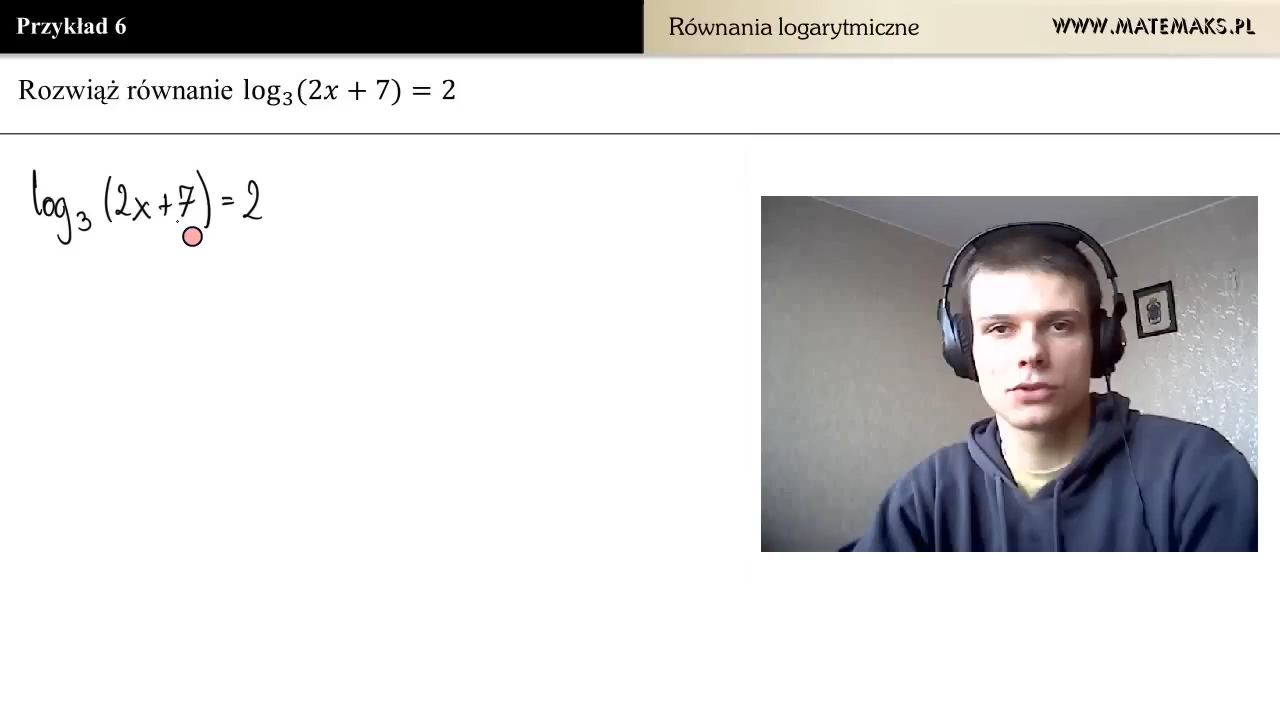 Przykład 6
Równania logarytmiczne
WWW.MATEMAKS.PL
Rozwiąż równanie log₃(2x + 7) = 2
log₃ (2x+7) = 2